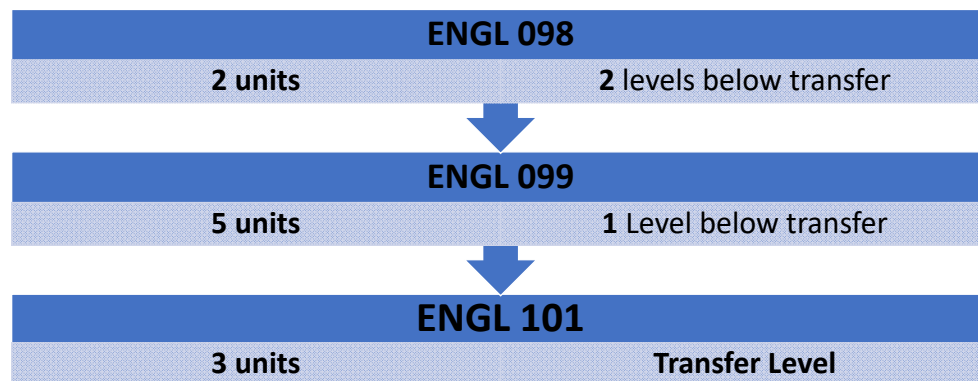 ENGL 098
2 units 2 levels below transfer
ENGL 099
5 units 1 Level below transfer
ENGL 101
3 units Transfer Level